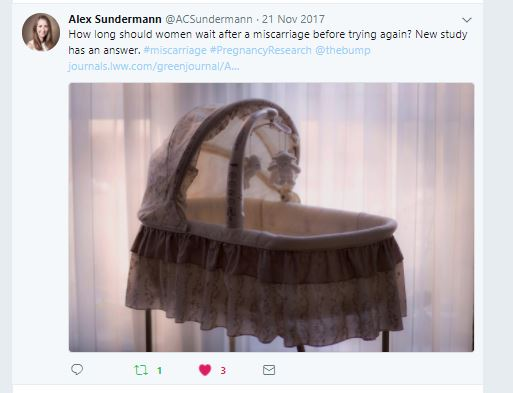 Alex Sundermann @ACSundermann · 21 Nov 2017
How long should women wait after a miscarriage before trying again? New study
has an answer. #miscarriage #PregnancyResearch @thebump
journals.lww.com/greenjournal/A...
1 3